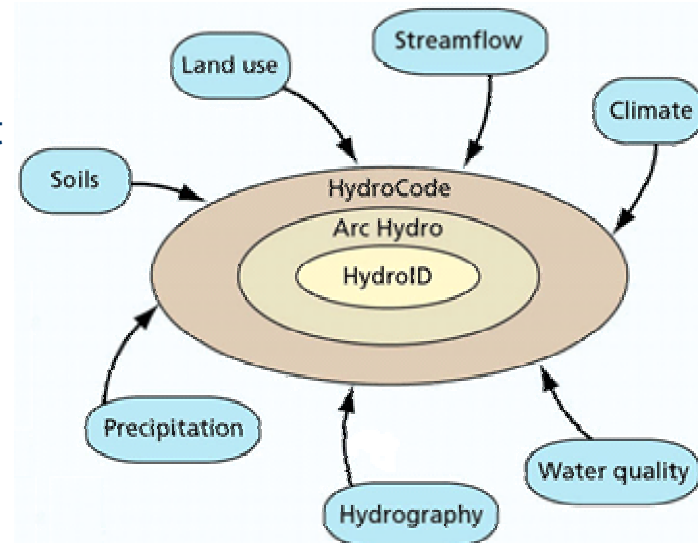 Streamflow
Land use
Climate
Soils
HydroCode
Arc Hydro
HydroID
Precipitation
Water quality
Hydrography